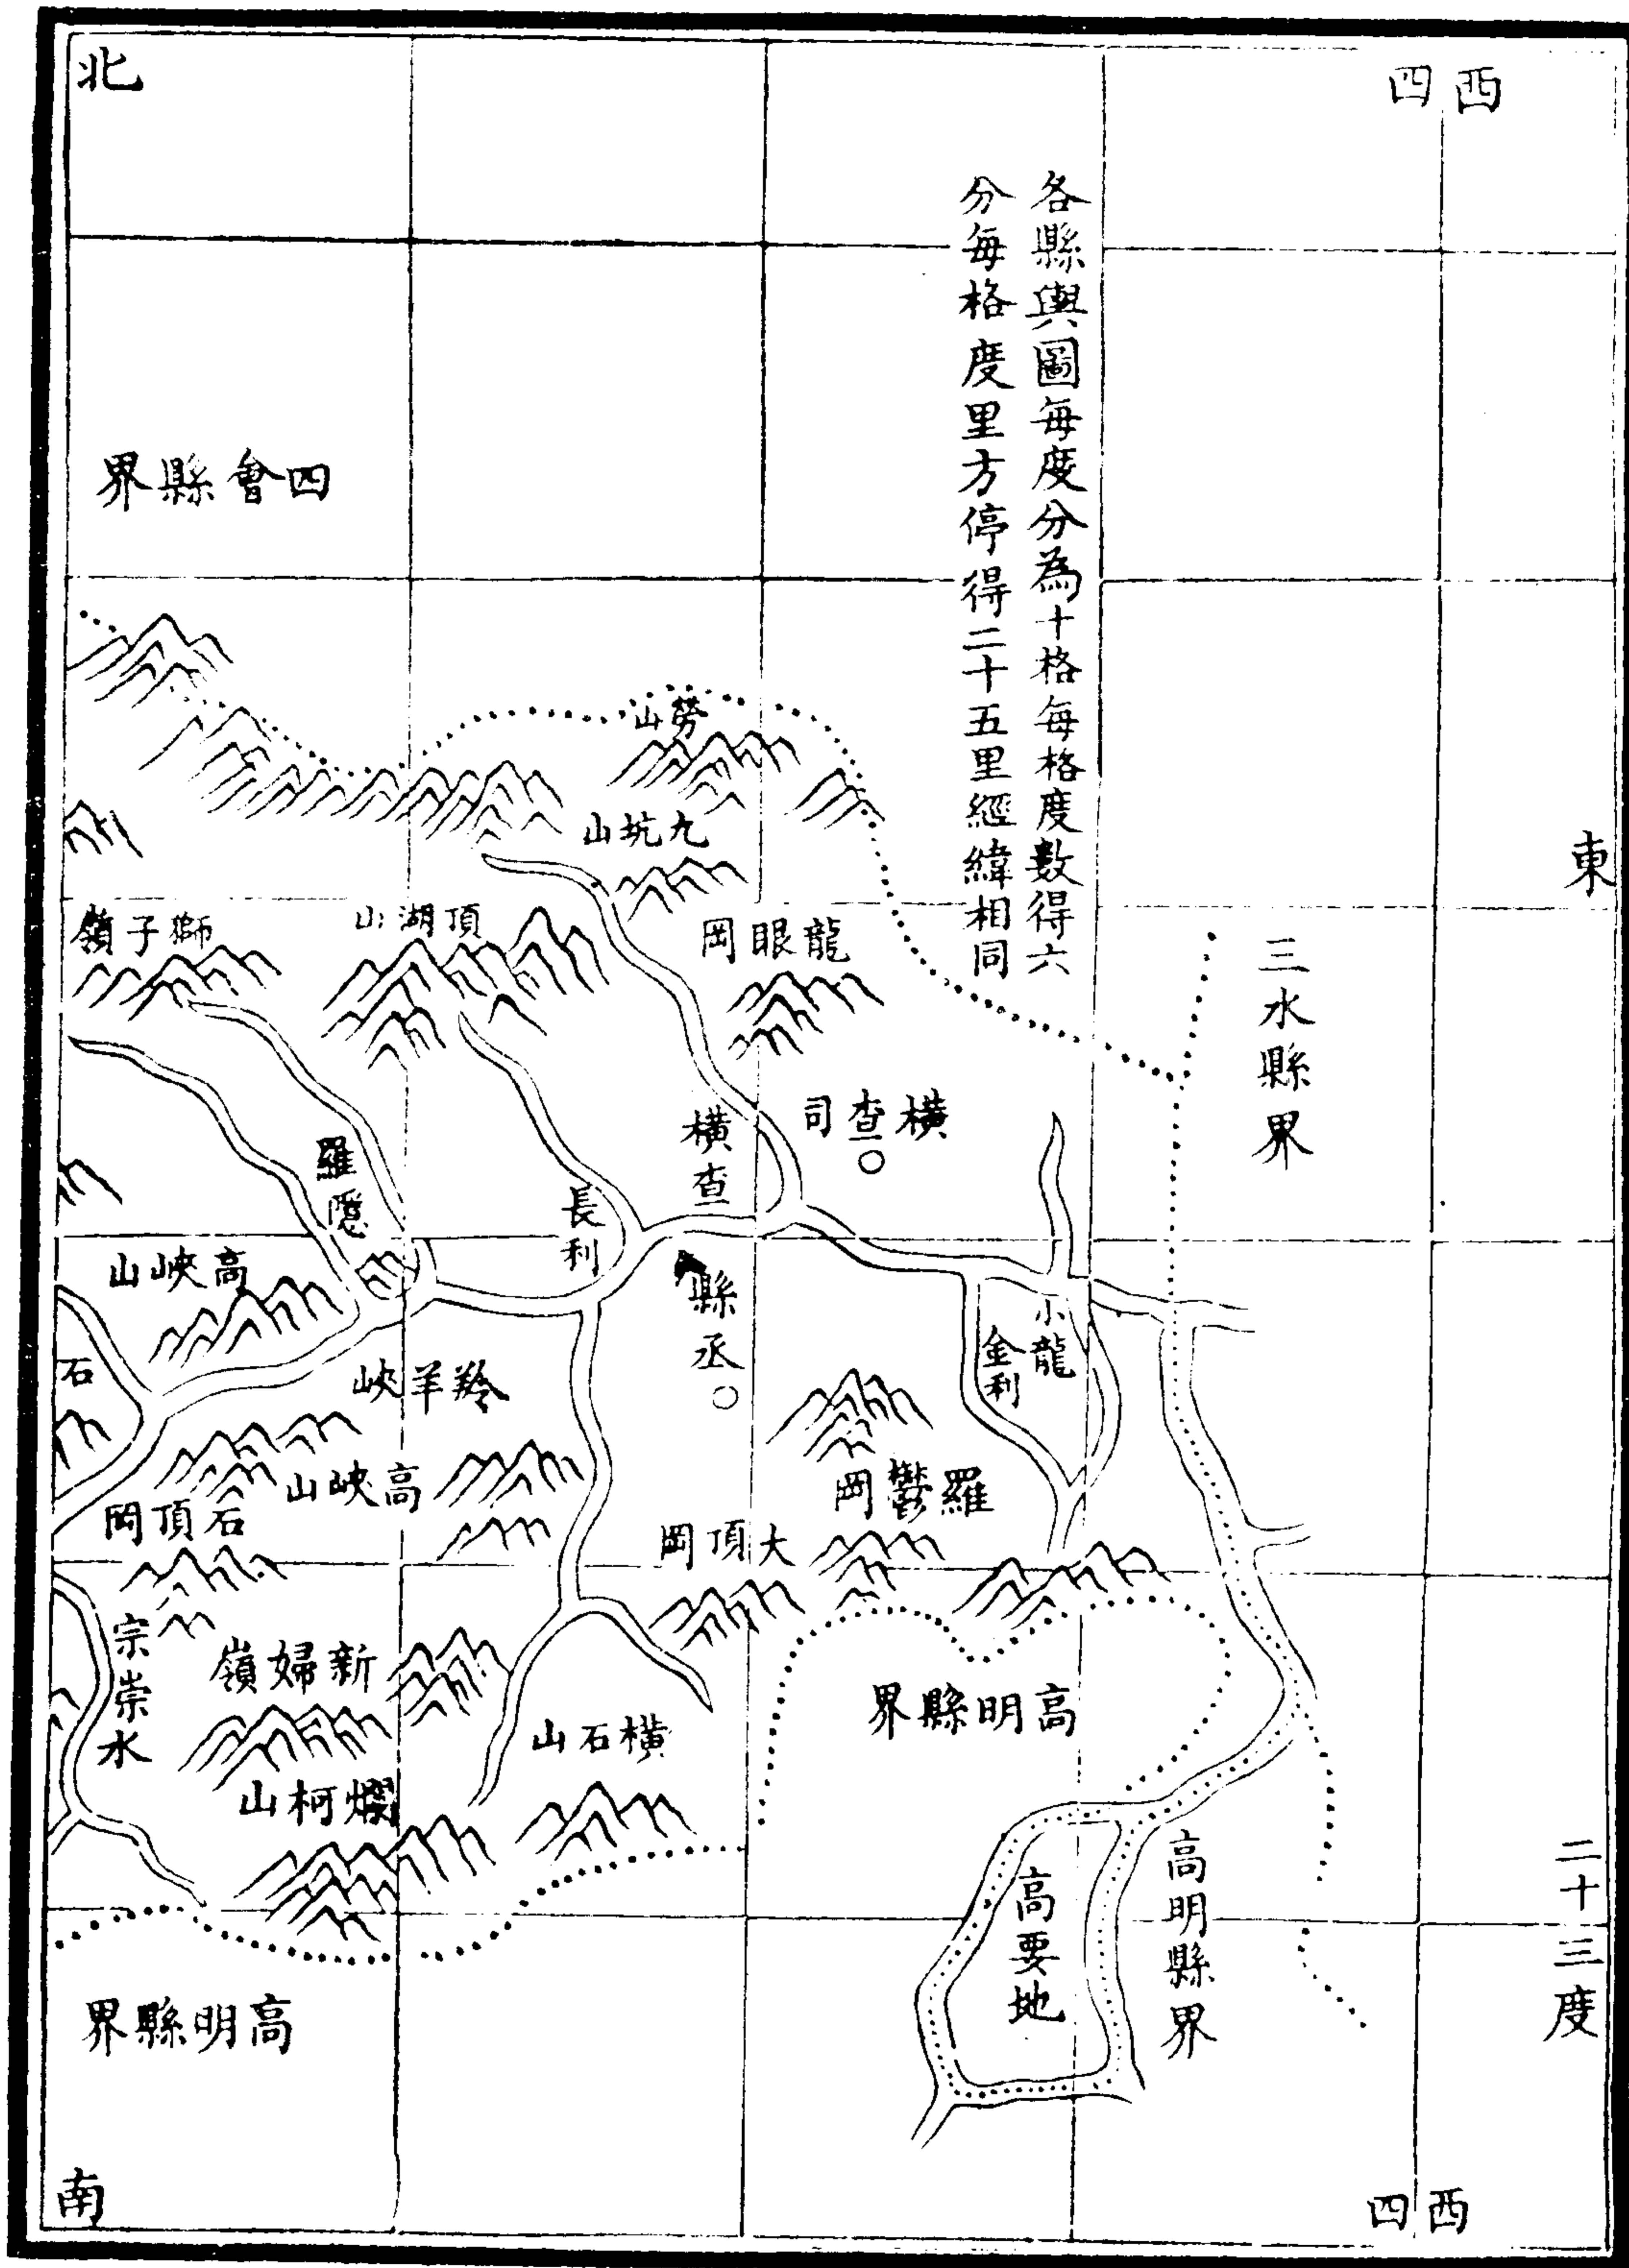 北
西四
各縣輿圖每度分為十格每格度數得六
分每格度里方停得二十五里經緯相同
東
四會縣界
勞山
九坑山
龍眼岡
頂湖山
獅子嶺
三水縣界
橫查司
橫查
長利
羅隱
縣丞
高峽山
羚羊峽
石
小龍
金利
羅鬱岡
大頂岡
高峽山
石頂岡
宗崇水
新婦嶺
爛柯山
橫石山
高明縣界
高明縣界
高要地
高明縣界
二十三度
南
西四